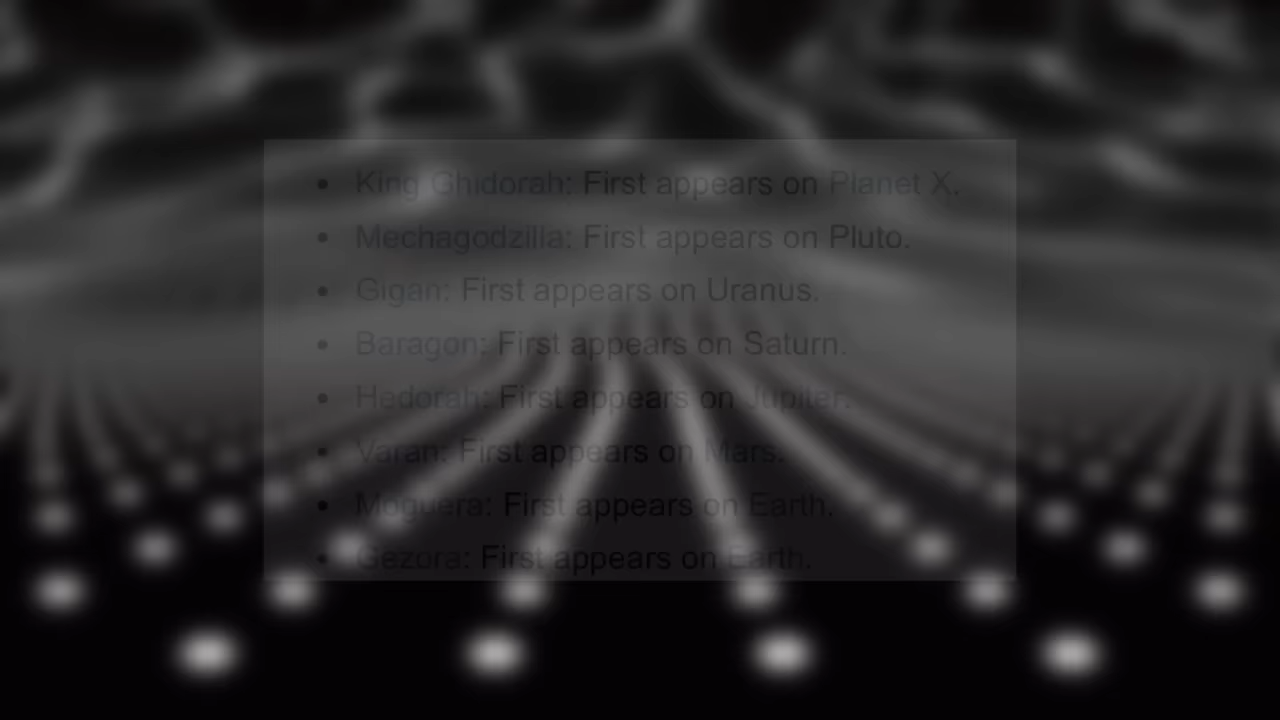 • King Ghidorah: First appears on Planet X.
• Mechagodzilla: First appears on Pluto.
• Gigan: First appears on Uranus.
• Baragon: First appears on Saturn.
• Hedorah: First appears on Jupiter.
• Varan: First appears on Mars.
• Moguera: First appears on Earth.
• Gezora: First appears on Earth.